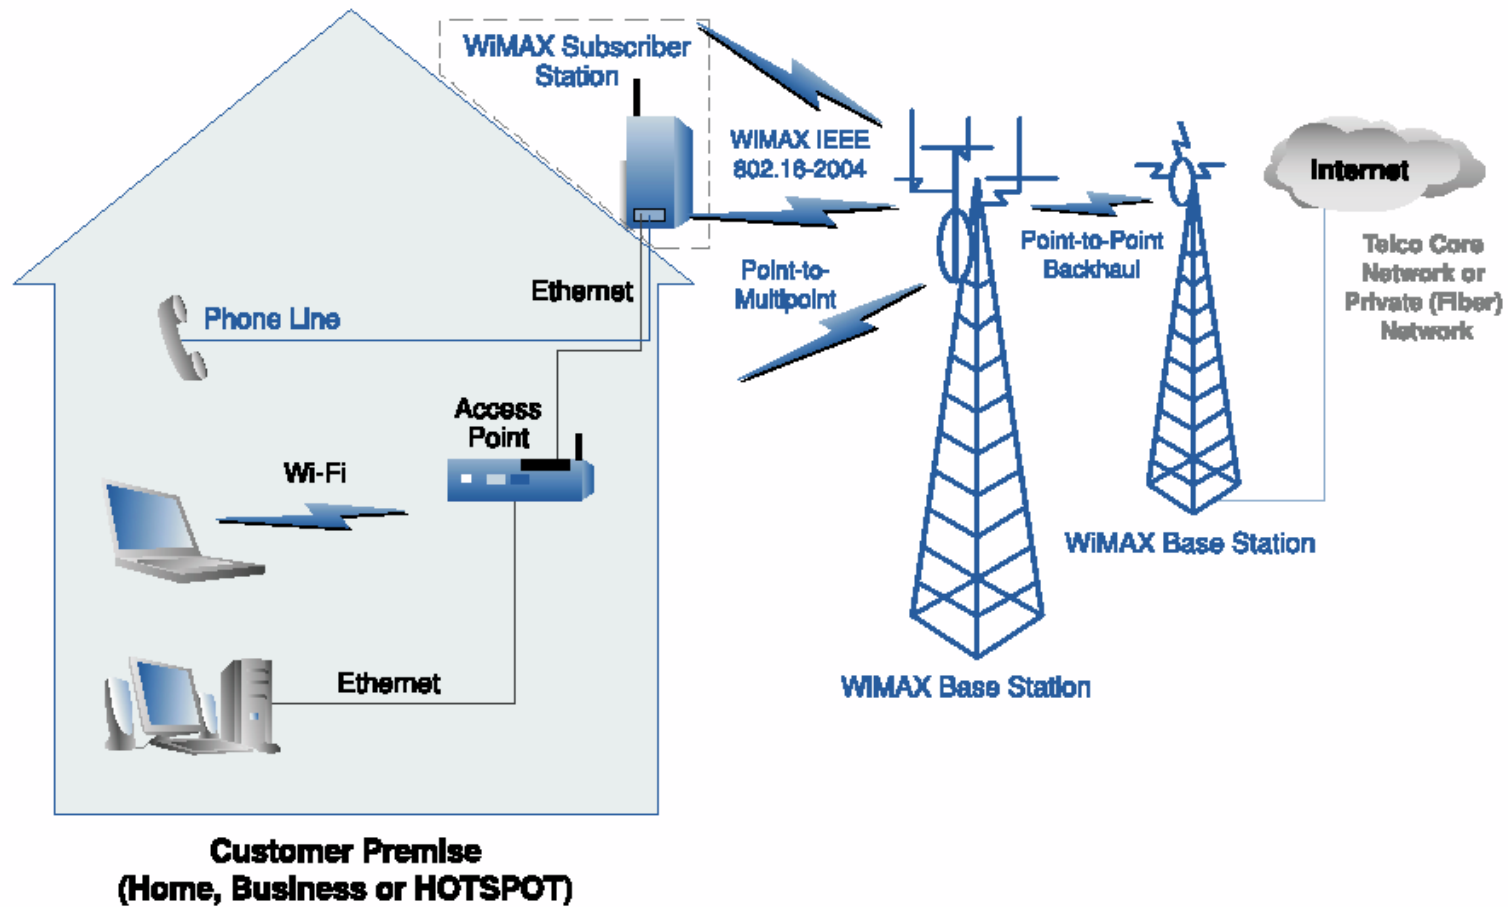 WiMAX Subscriber
Station
WiMAX IEEE
802.16-2004
Internet
Point-to-Point
Backhaul
Telco Core
Network or
Private (Fiber)
Network
Point-to-
Multipoint
Ethernet
Phone Line
Access
Point
Wi-Fi
WiMAX Base Station
Ethernet
WiMAX Base Station
Customer Premise
(Home, Business or HOTSPOT)